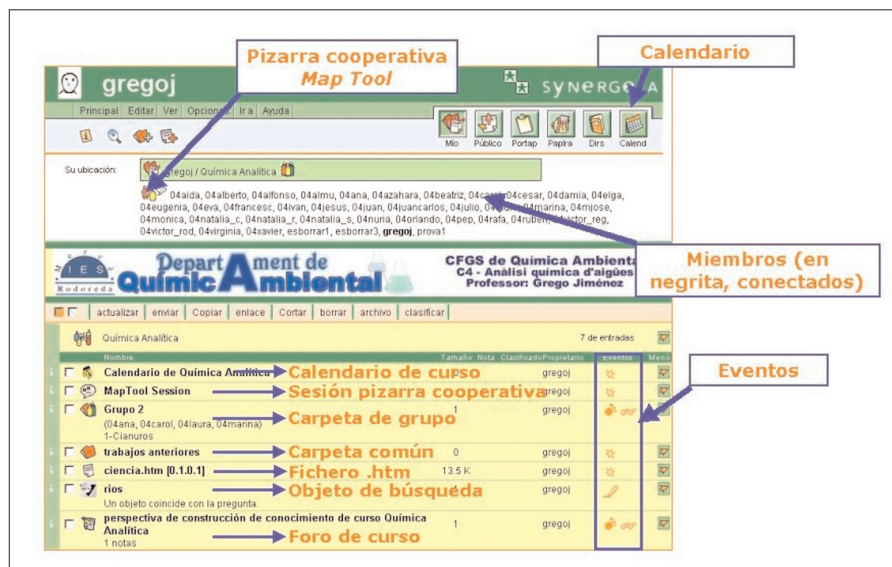 Pizarra cooperativa
Map Tool
Calendario
gregoj
Principal Editar Ver Opciones Ir a Ayuda
Mío Público Portap Paplra Dirs Calend
Su ubicación:
gregoj / Química Analítica
04aida, 04alberto, 04alfonso, 04almu, 04ana, 04azahara, 04beatriz, 04carol, 04cesar, 04damia, 04elga,
04eugenia, 04eva, 04francesc, 04ivan, 04jesus, 04juan, 04juancarlos, 04julio, 04marina, 04mjose,
04monica, 04natalia_c, 04natalia_r, 04natalia_s, 04nuria, 04orlando, 04pep, 04rafa, 04ruben, 04victor_reg,
04victor_rod, 04virginia, 04xavier, esborrar1, esborrar3, gregoj, prova1
Miembros (en
negrita, conectados)
IES
Rodoreda
DepartAment de
Químic Ambiental
CFGS de Química Ambiental
C4 - Anàlisi química d'aigües
Professor: Grego Jiménez
actualizar enviar Copiar enlace Cortar borrar archivo clasificar
Química Analítica 7 de entradas
Nombre Tamaño Nota Clasificado Propietario Eventos Menú
Calendario de Química Analítica Calendario de curso 0 gregoj
MapTool Session Sesión pizarra cooperativa gregoj
Grupo 2 Carpeta de grupo 1 gregoj
(04ana, 04carol, 04laura, 04marina)
1-Cianuros
trabajos anteriores Carpeta común 0 gregoj
ciencia.htm [0.1.0.1] Fichero .htm 13.5 K gregoj
rios Objeto de búsqueda gregoj
Un objeto coincide con la pregunta.
perspectiva de construcción de conocimiento de curso Química
Analítica 1 gregoj
1 notas Foro de curso
Eventos